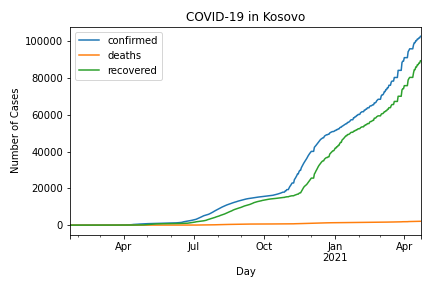 COVID-19 in Kosovo
confirmed
deaths
recovered
Number of Cases
100000
80000
60000
40000
20000
0
Apr
Jul
Oct
Jan
2021
Apr
Day